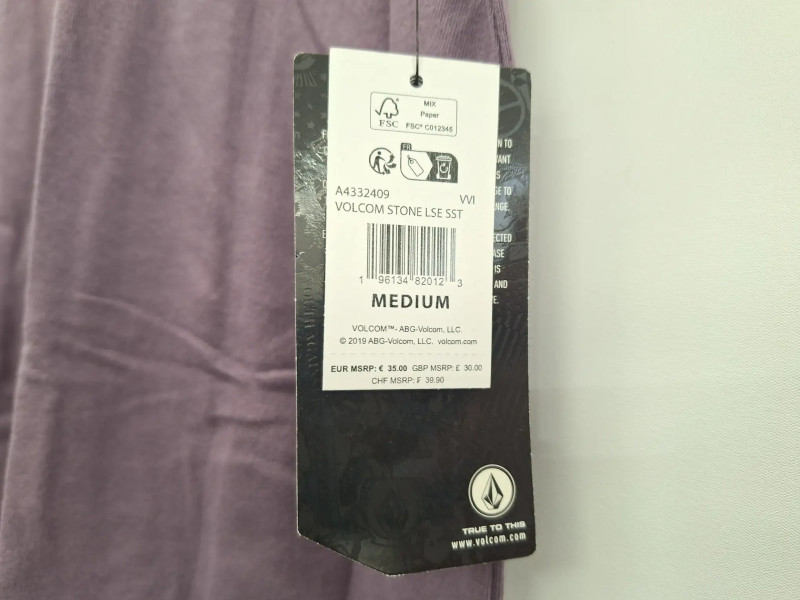 MIX
Paper
FSC® C012345
FSC
FR
A4332409 VVI
VOLCOM STONE LSE SST
1 96134 82012 3
MEDIUM
VOLCOM™- ABG-Volcom, LLC.
© 2019 ABG-Volcom, LLC. volcom.com
EUR MSRP: € 35.00 GBP MSRP: £ 30.00
CHF MSRP: ₣ 39.90
TRUE TO THIS
www.volcom.com